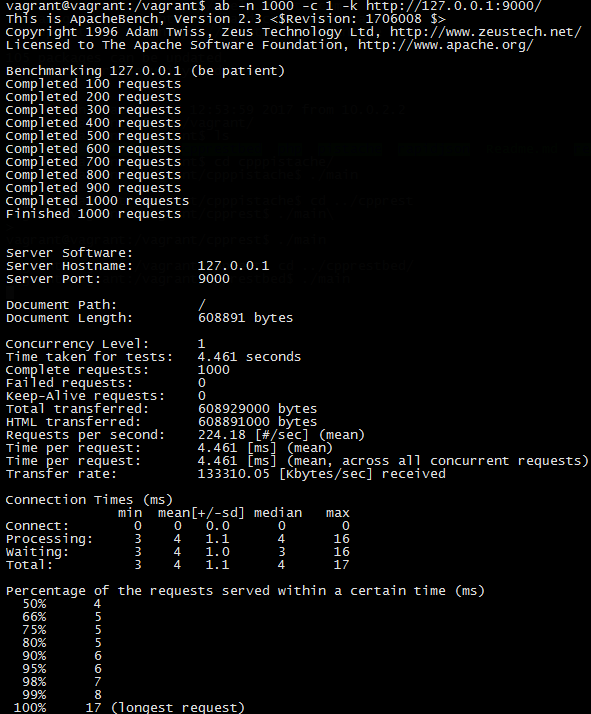 vagrant@vagrant:/vagrant$ ab -n 1000 -c 1 -k http://127.0.0.1:9000/
This is ApacheBench, Version 2.3 <$Revision: 1706008 $>
Copyright 1996 Adam Twiss, Zeus Technology Ltd, http://www.zeustech.net/
Licensed to The Apache Software Foundation, http://www.apache.org/

Benchmarking 127.0.0.1 (be patient)
Completed 100 requests
Completed 200 requests
Completed 300 requests
Completed 400 requests
Completed 500 requests
Completed 600 requests
Completed 700 requests
Completed 800 requests
Completed 900 requests
Completed 1000 requests
Finished 1000 requests

Server Software:
Server Hostname:        127.0.0.1
Server Port:            9000

Document Path:          /
Document Length:        608891 bytes

Concurrency Level:      1
Time taken for tests:   4.461 seconds
Complete requests:      1000
Failed requests:        0
Keep-Alive requests:    0
Total transferred:      608929000 bytes
HTML transferred:       608891000 bytes
Requests per second:    224.18 [#/sec] (mean)
Time per request:       4.461 [ms] (mean)
Time per request:       4.461 [ms] (mean, across all concurrent requests)
Transfer rate:          133310.05 [Kbytes/sec] received

Connection Times (ms)
              min  mean[+/-sd] median   max
Connect:        0    0   0.0      0       0
Processing:     3    4   1.1      4      16
Waiting:        3    4   1.0      3      16
Total:          3    4   1.1      4      17

Percentage of the requests served within a certain time (ms)
  50%      4
  66%      5
  75%      5
  80%      5
  90%      6
  95%      6
  98%      7
  99%      8
 100%     17 (longest request)